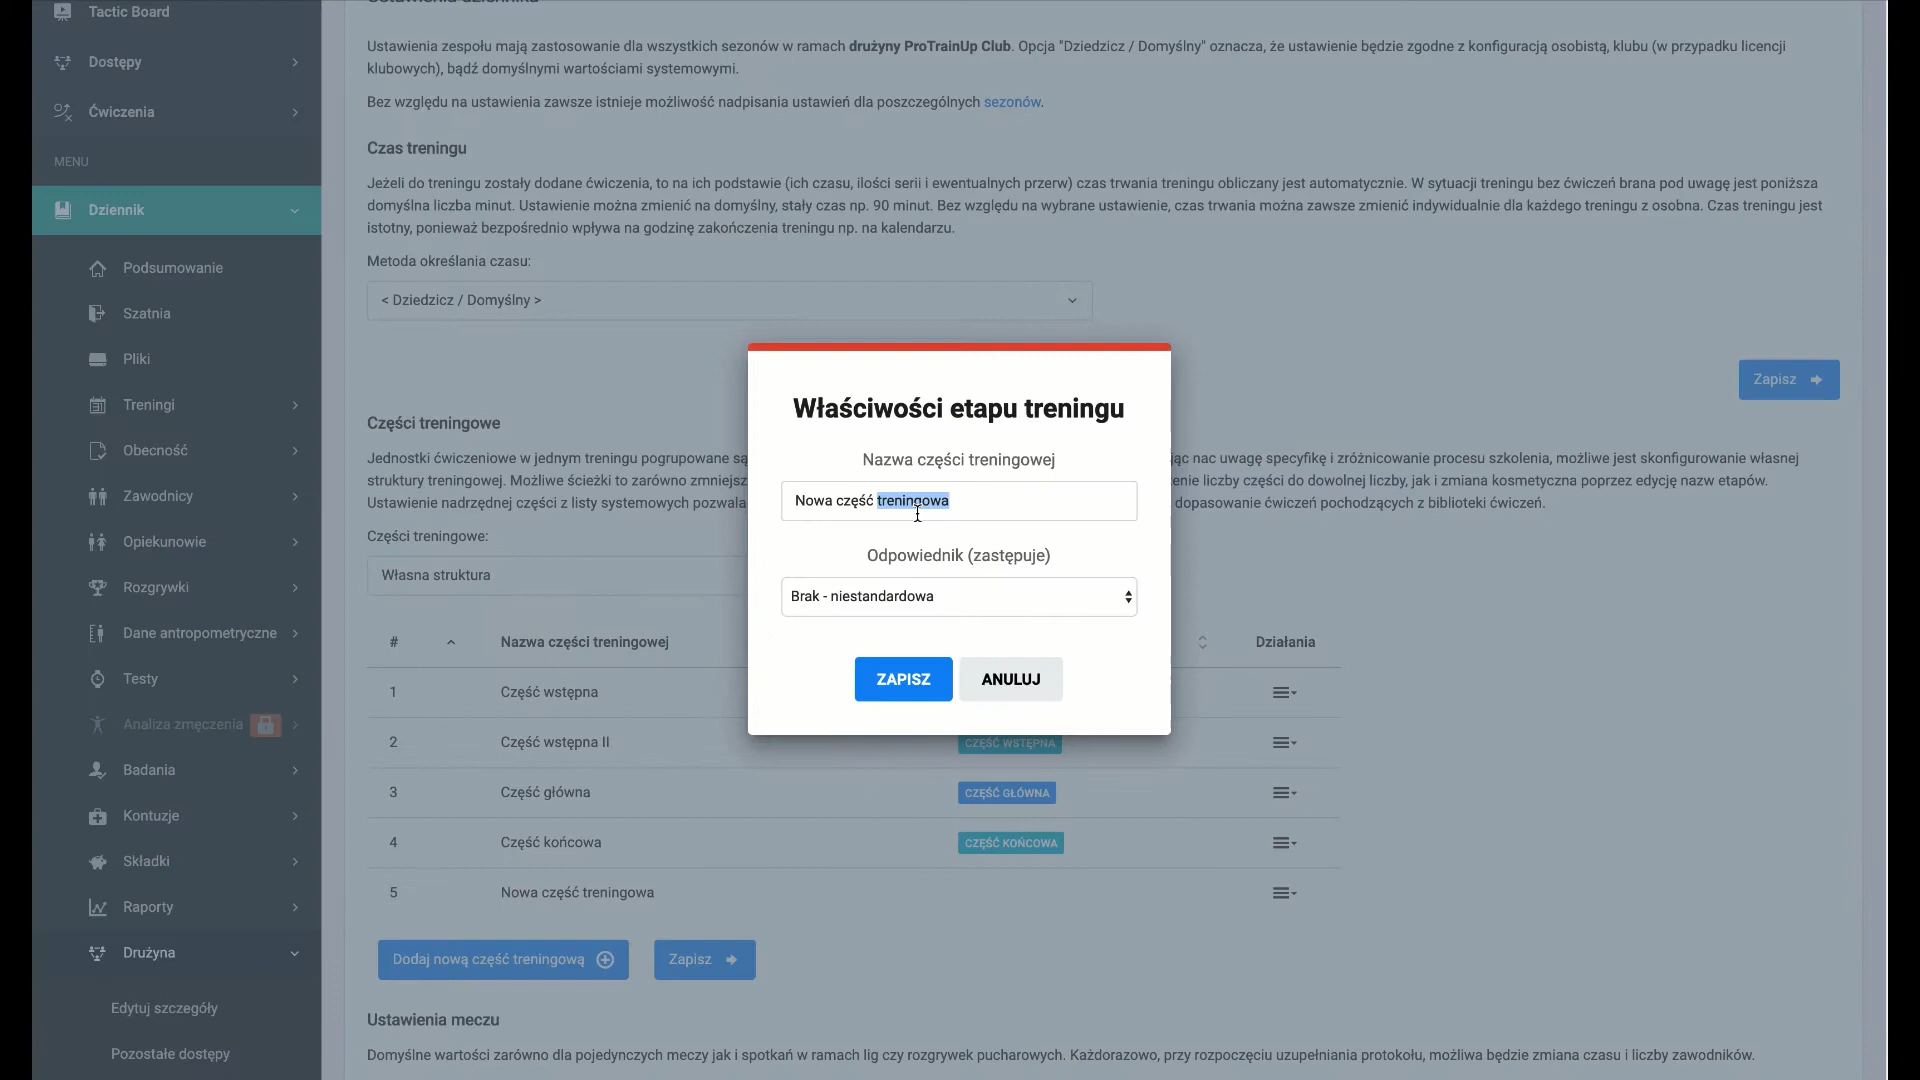 Tactic Board
Dostępy
Ćwiczenia
MENU
Dziennik
Podsumowanie
Szatnia
Pliki
Treningi
Obecność
Zawodnicy
Opiekunowie
Rozgrywki
Dane antropometryczne
Testy
Analiza zmęczenia
Badania
Kontuzje
Składki
Raporty
Drużyna
Edytuj szczegóły
Pozostałe dostępy
Ustawienia zespołu mają zastosowanie dla wszystkich sezonów w ramach drużyny ProTrainUp Club. Opcja "Dziedzicz / Domyślny" oznacza, że ustawienie będzie zgodne z konfiguracją osobistą, klubu (w przypadku licencji
klubowych), bądź domyślnymi wartościami systemowymi.
Bez względu na ustawienia zawsze istnieje możliwość nadpisania ustawień dla poszczególnych sezonów.
Czas treningu
Jeżeli do treningu zostały dodane ćwiczenia, to na ich podstawie (ich czasu, ilości serii i ewentualnych przerw) czas trwania treningu obliczany jest automatycznie. W sytuacji treningu bez ćwiczeń brana pod uwagę jest poniższa
domyślna liczba minut. Ustawienie można zmienić na domyślny, stały czas np. 90 minut. Bez względu na wybrane ustawienie, czas trwania można zawsze zmienić indywidualnie dla każdego treningu z osobna. Czas treningu jest
istotny, ponieważ bezpośrednio wpływa na godzinę zakończenia treningu np. na kalendarzu.
Metoda określania czasu:
< Dziedzicz / Domyślny >
Zapisz
Części treningowe
Jednostki ćwiczeniowe w jednym treningu pogrupowane są
jąc nac uwagę specyfikę i zróżnicowanie procesu szkolenia, możliwe jest skonfigurowanie własnej
struktury treningowej. Możliwe ścieżki to zarówno zmniejsz
enie liczby części do dowolnej liczby, jak i zmiana kosmetyczna poprzez edycję nazw etapów.
Ustawienie nadrzędnej części z listy systemowych pozwala
dopasowanie ćwiczeń pochodzących z biblioteki ćwiczeń.
Części treningowe:
Własna struktura
# Nazwa części treningowej Działania
1 Część wstępna
2 Część wstępna II CZĘŚĆ WSTĘPNA
3 Część główna CZĘŚĆ GŁÓWNA
4 Część końcowa CZĘŚĆ KOŃCOWA
5 Nowa część treningowa
Dodaj nową część treningową Zapisz
Ustawienia meczu
Domyślne wartości zarówno dla pojedynczych meczy jak i spotkań w ramach lig czy rozgrywek pucharowych. Każdorazowo, przy rozpoczęciu uzupełniania protokołu, możliwa będzie zmiana czasu i liczby zawodników.
Właściwości etapu treningu
Nazwa części treningowej
Nowa część treningowa
Odpowiednik (zastępuje)
Brak - niestandardowa
ZAPISZ ANULUJ